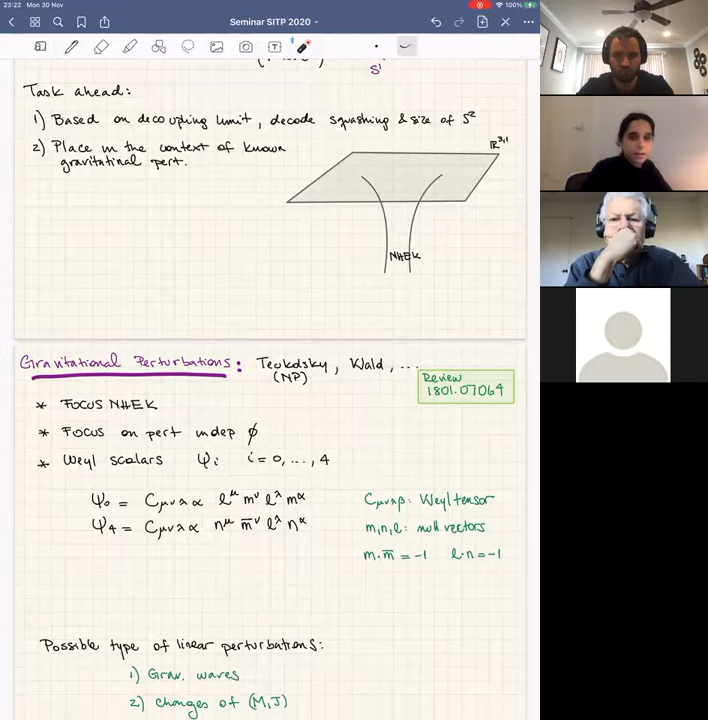 23:22 Mon 30 Nov
100%
Seminar SITP 2020
S¹
Task ahead:
1) Based on decoupling limit, decode squashing & size of S²
2) Place in the context of known
gravitatinal pert.
ℝ³,¹
NHEK
Gravitational Perturbations: Teukolsky, Wald, ...
(NP)
Review
1801.07064
* FOCUS NHEK
* FOCUS on pert indep φ
* Weyl scalars Ψi i=0, ..., 4
Ψ₀ = Cμνλα l^μ m^ν l^λ m^α
Ψ₄ = Cμνλα n^μ m̄^ν l^λ n^α
Cμνλβ: Weyl tensor
m,n,l: null vectors
m·m̄ = -1 l·n = -1
Possible type of linear perturbations:
1) Grav. waves
2) changes of (M,J)